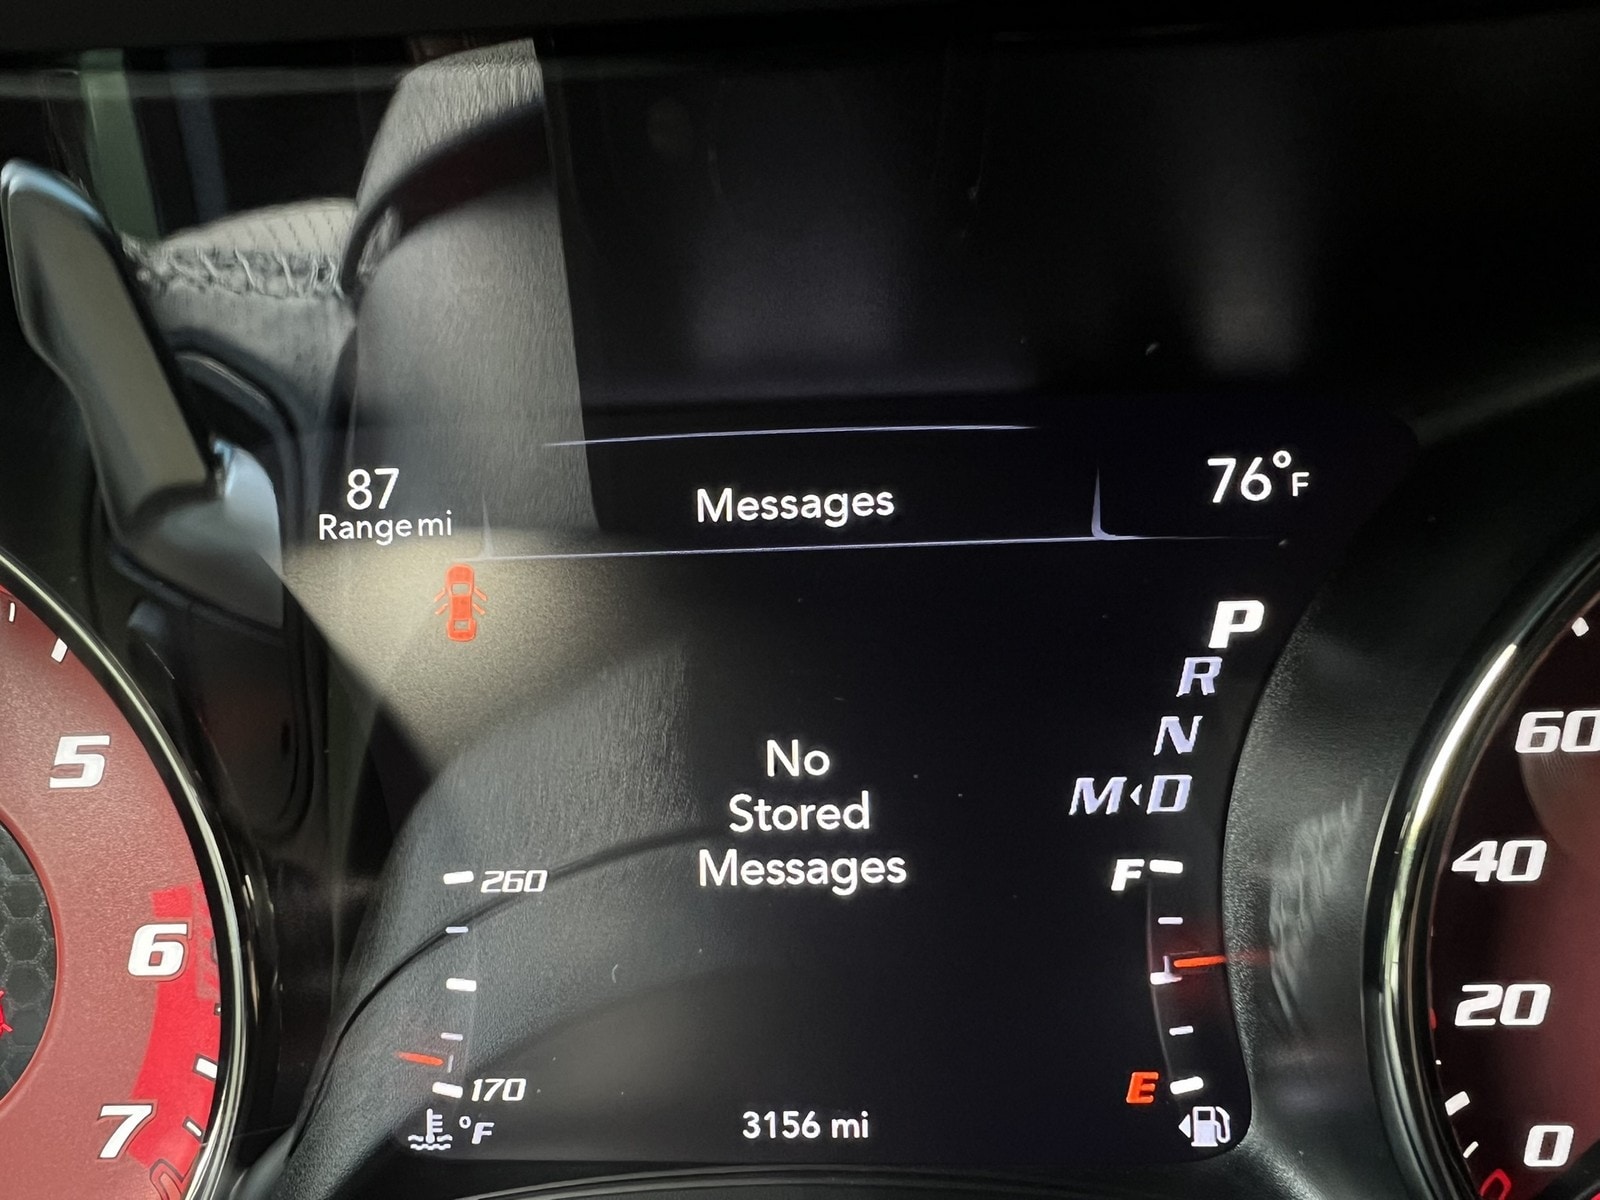 87
Range mi
Messages
76°F
P
R
N
M D
No
Stored
Messages
260
170
°F
F
E
3156 mi
5
6
7
60
40
20
0